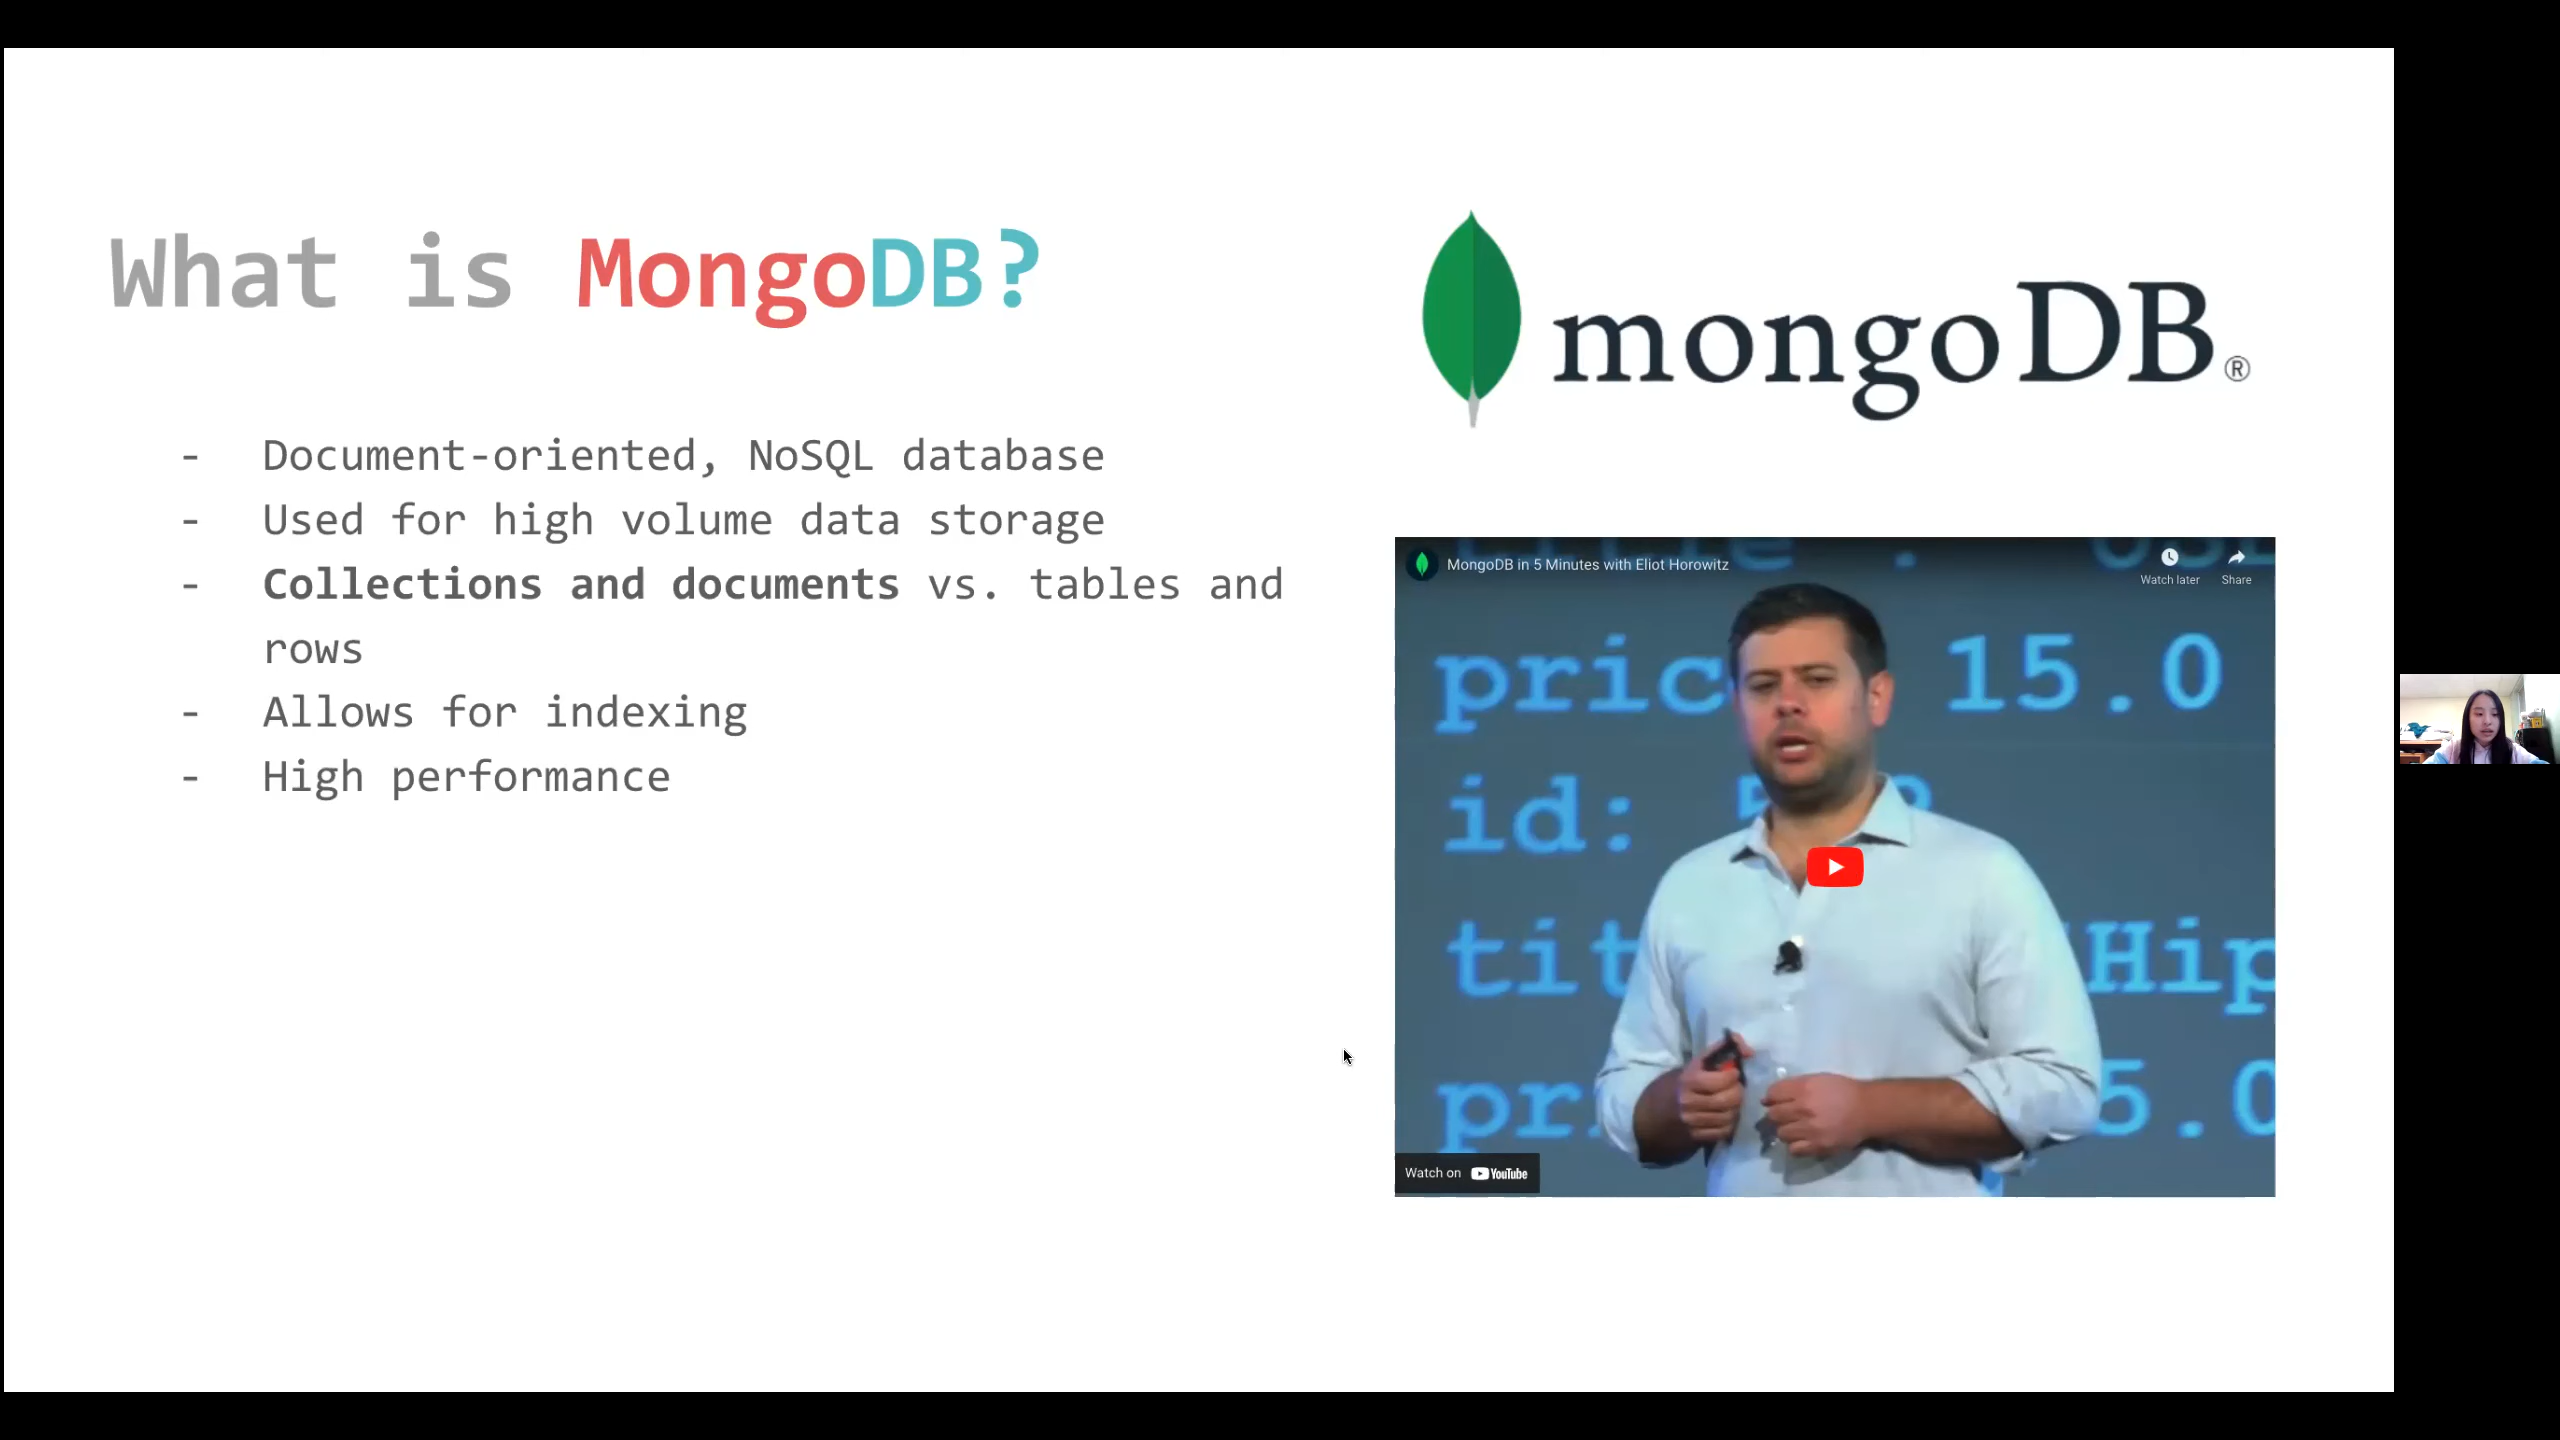 What is MongoDB?
mongoDB®
- Document-oriented, NoSQL database
- Used for high volume data storage
- Collections and documents vs. tables and
rows
- Allows for indexing
- High performance
MongoDB in 5 Minutes with Eliot Horowitz
Watch later
Share
pric 15.0
id:
tit Hip
pr 5.0
Watch on YouTube